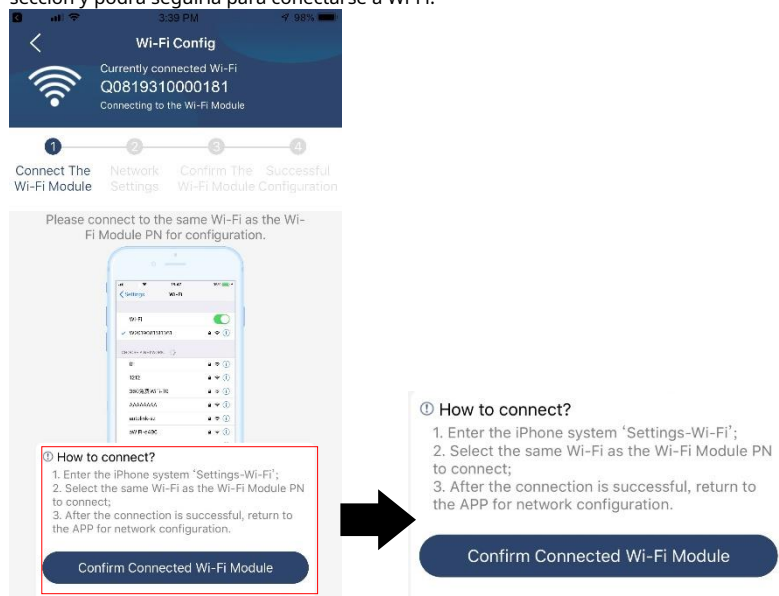 sección y podrá seguirla para conectarse a Wi-Fi.
3:39 PM
98%
Wi-Fi Config
Currently connected Wi-Fi
Q0819310000181
Connecting to the Wi-Fi Module
1 2 3 4
Connect The Wi-Fi Module
Network Settings
Confirm The Wi-Fi Module
Successful Configuration
Please connect to the same Wi-Fi as the Wi-
Fi Module PN for configuration.
Settings
Wi-Fi
Wi-Fi
How to connect?
1. Enter the iPhone system ‘Settings-Wi-Fi’;
2. Select the same Wi-Fi as the Wi-Fi Module PN
to connect;
3. After the connection is successful, return to
the APP for network configuration.
Confirm Connected Wi-Fi Module
How to connect?
1. Enter the iPhone system ‘Settings-Wi-Fi’;
2. Select the same Wi-Fi as the Wi-Fi Module PN
to connect;
3. After the connection is successful, return to
the APP for network configuration.
Confirm Connected Wi-Fi Module